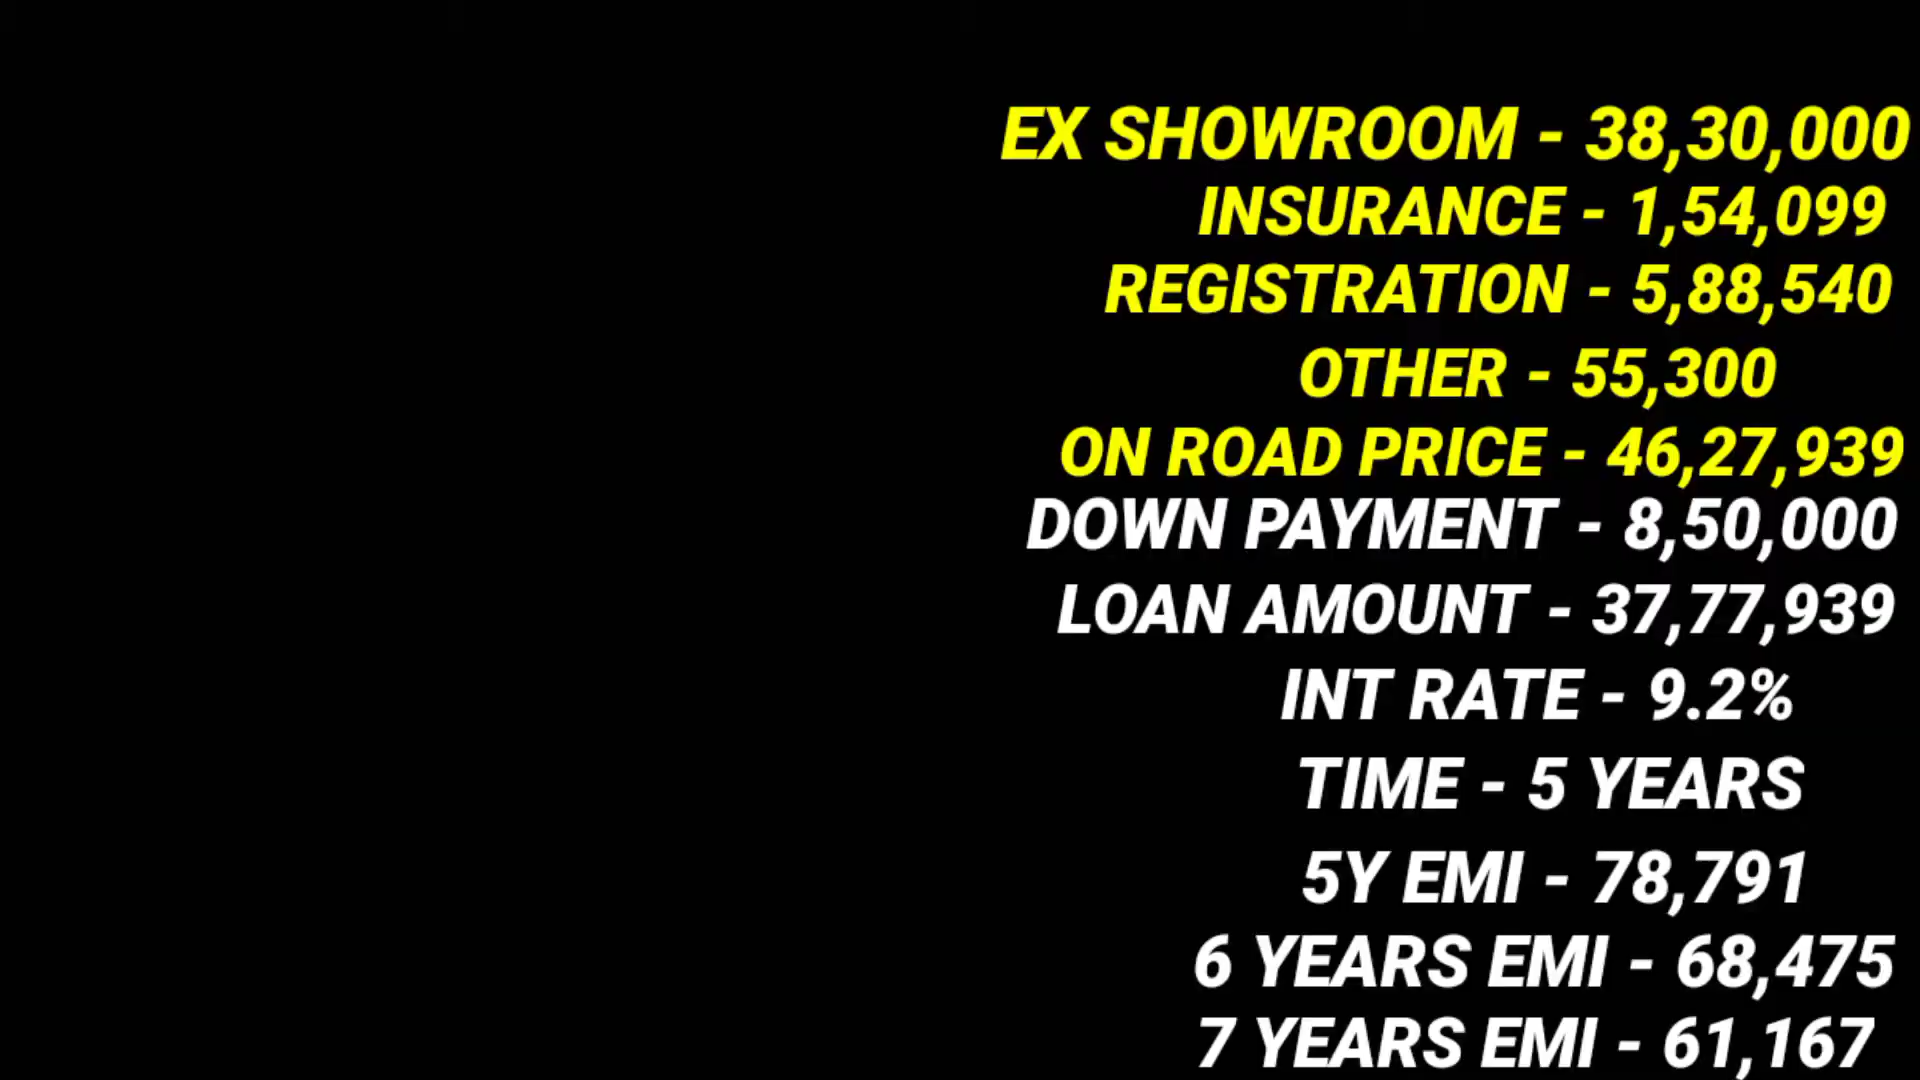 EX SHOWROOM - 38,30,000
INSURANCE - 1,54,099
REGISTRATION - 5,88,540
OTHER - 55,300
ON ROAD PRICE - 46,27,939
DOWN PAYMENT - 8,50,000
LOAN AMOUNT - 37,77,939
INT RATE - 9.2%
TIME - 5 YEARS
5Y EMI - 78,791
6 YEARS EMI - 68,475
7 YEARS EMI - 61,167